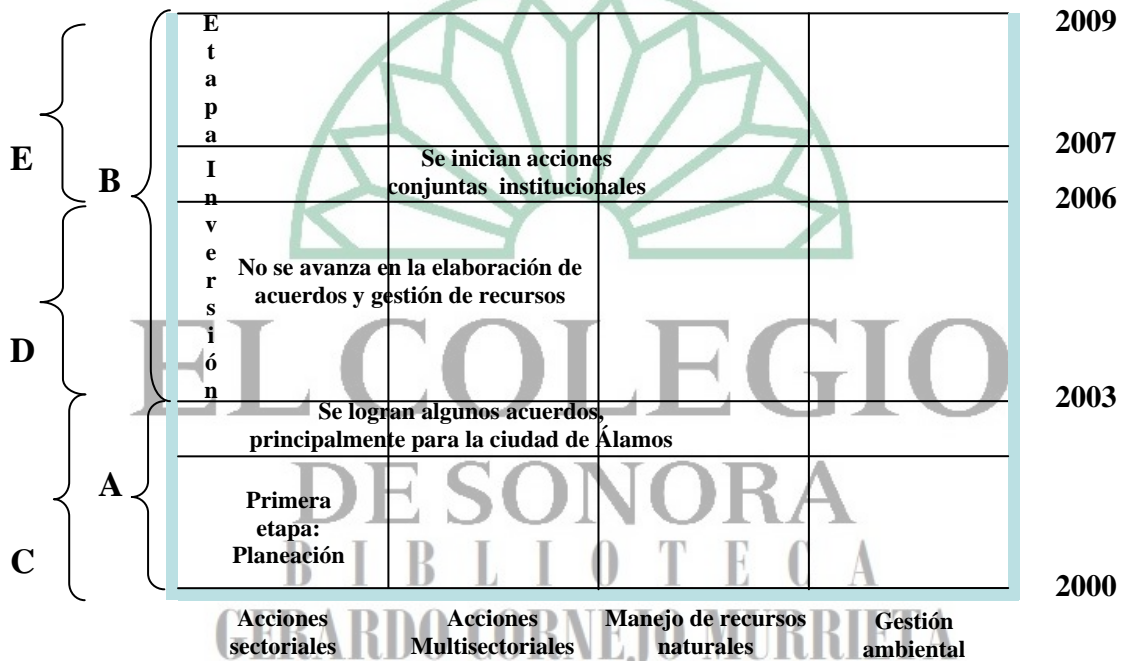 2009
Etapa Inversión
2007
E
B
Se inician acciones
conjuntas institucionales
2006
No se avanza en la elaboración de
acuerdos y gestión de recursos
D
EL COLEGIO
2003
Se logran algunos acuerdos,
principalmente para la ciudad de Álamos
DE SONORA
A
Primera
etapa:
Planeación
C
BIBLIOTECA
2000
GERARDO CORNEJO MURRIETA
Acciones
sectoriales
Acciones
Multisectoriales
Manejo de recursos
naturales
Gestión
ambiental